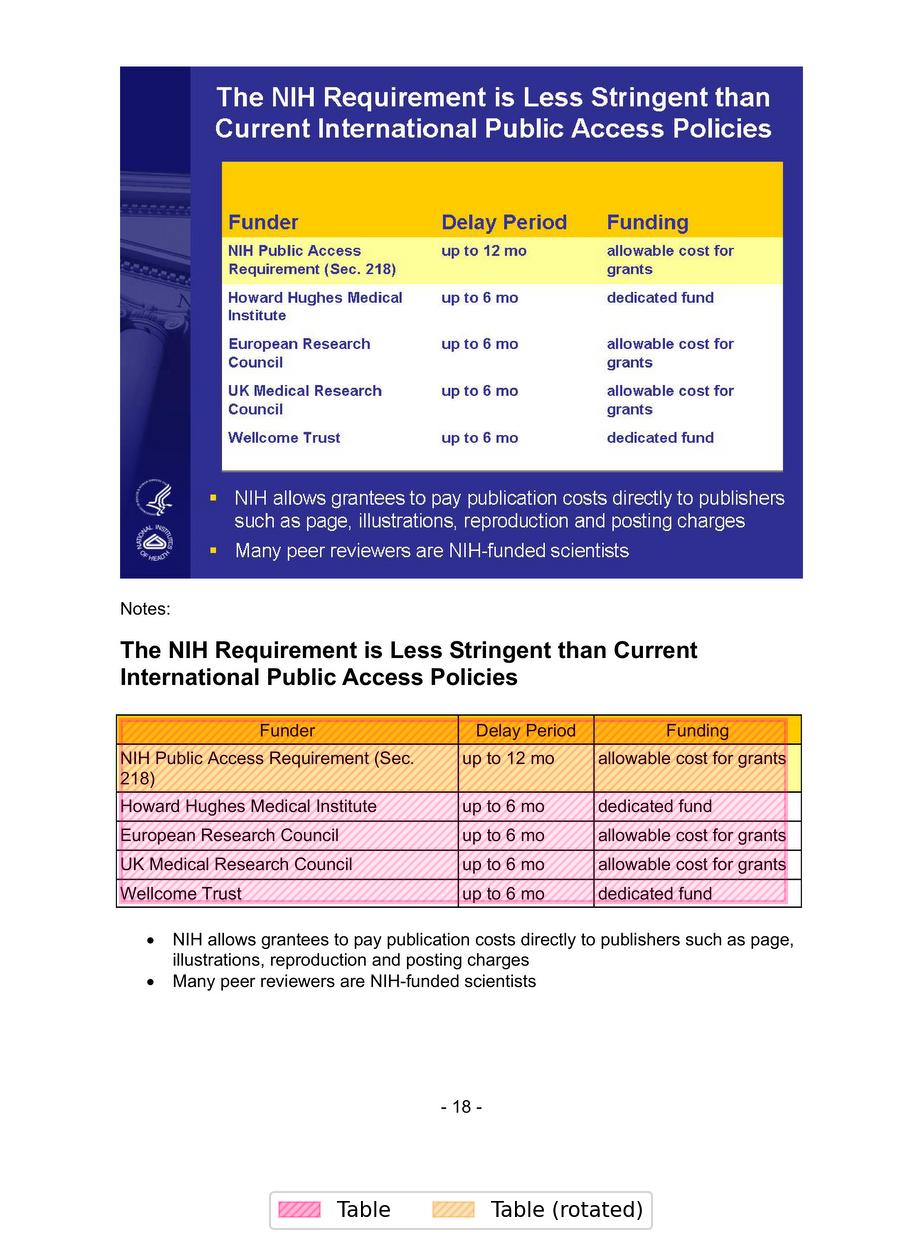 The NIH Requirement is Less Stringent than
Current International Public Access Policies
Funder Delay Period Funding
NIH Public Access up to 12 mo allowable cost for
Requirement (Sec. 218) grants
Howard Hughes Medical up to 6 mo dedicated fund
Institute
European Research up to 6 mo allowable cost for
Council grants
UK Medical Research up to 6 mo allowable cost for
Council grants
Wellcome Trust up to 6 mo dedicated fund
▪ NIH allows grantees to pay publication costs directly to publishers
such as page, illustrations, reproduction and posting charges
▪ Many peer reviewers are NIH-funded scientists
NATIONAL INSTITUTES
OF HEALTH
Notes:
The NIH Requirement is Less Stringent than Current
International Public Access Policies
Funder Delay Period Funding
NIH Public Access Requirement (Sec. up to 12 mo allowable cost for grants
218)
Howard Hughes Medical Institute up to 6 mo dedicated fund
European Research Council up to 6 mo allowable cost for grants
UK Medical Research Council up to 6 mo allowable cost for grants
Wellcome Trust up to 6 mo dedicated fund
• NIH allows grantees to pay publication costs directly to publishers such as page,
illustrations, reproduction and posting charges
• Many peer reviewers are NIH-funded scientists
- 18 -
Table Table (rotated)